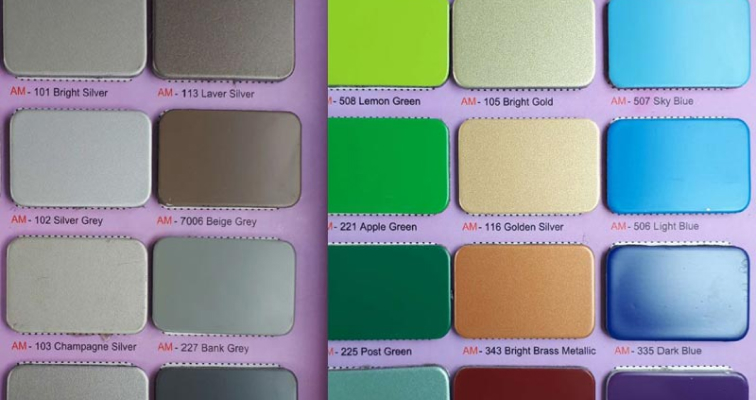 AM - 101 Bright Silver
AM - 113 Laver Silver
AM - 102 Silver Grey
AM - 7006 Beige Grey
AM - 103 Champagne Silver
AM - 227 Bank Grey
M - 508 Lemon Green
AM - 105 Bright Gold
AM - 507 Sky Blue
M - 221 Apple Green
AM - 116 Golden Silver
AM - 506 Light Blue
M - 225 Post Green
AM - 343 Bright Brass Metallic
AM - 335 Dark Blue